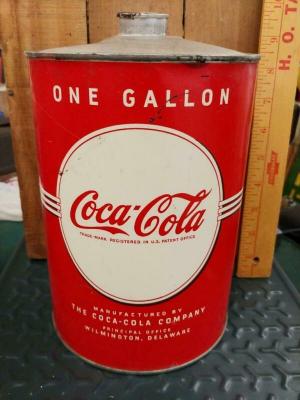 ONE GALLON
Coca-Cola
TRADE-MARK REGISTERED IN U.S. PATENT OFFICE
MANUFACTURED BY
THE COCA-COLA COMPANY
PRINCIPAL OFFICE
WILMINGTON, DELAWARE